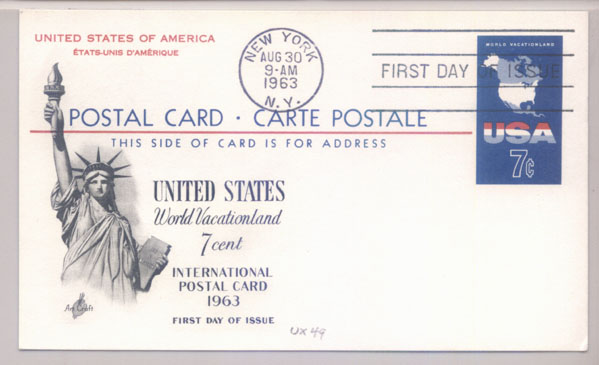 UNITED STATES OF AMERICA
ÉTATS-UNIS D'AMÉRIQUE
NEW YORK
AUG 30
9-AM
1963
N.Y.
FIRST DAY OF ISSUE
WORLD VACATIONLAND
USA
7c
POSTAL CARD · CARTE POSTALE
THIS SIDE OF CARD IS FOR ADDRESS
UNITED STATES
World Vacationland
7 cent
INTERNATIONAL
POSTAL CARD
1963
FIRST DAY OF ISSUE
Art Craft
UX 49